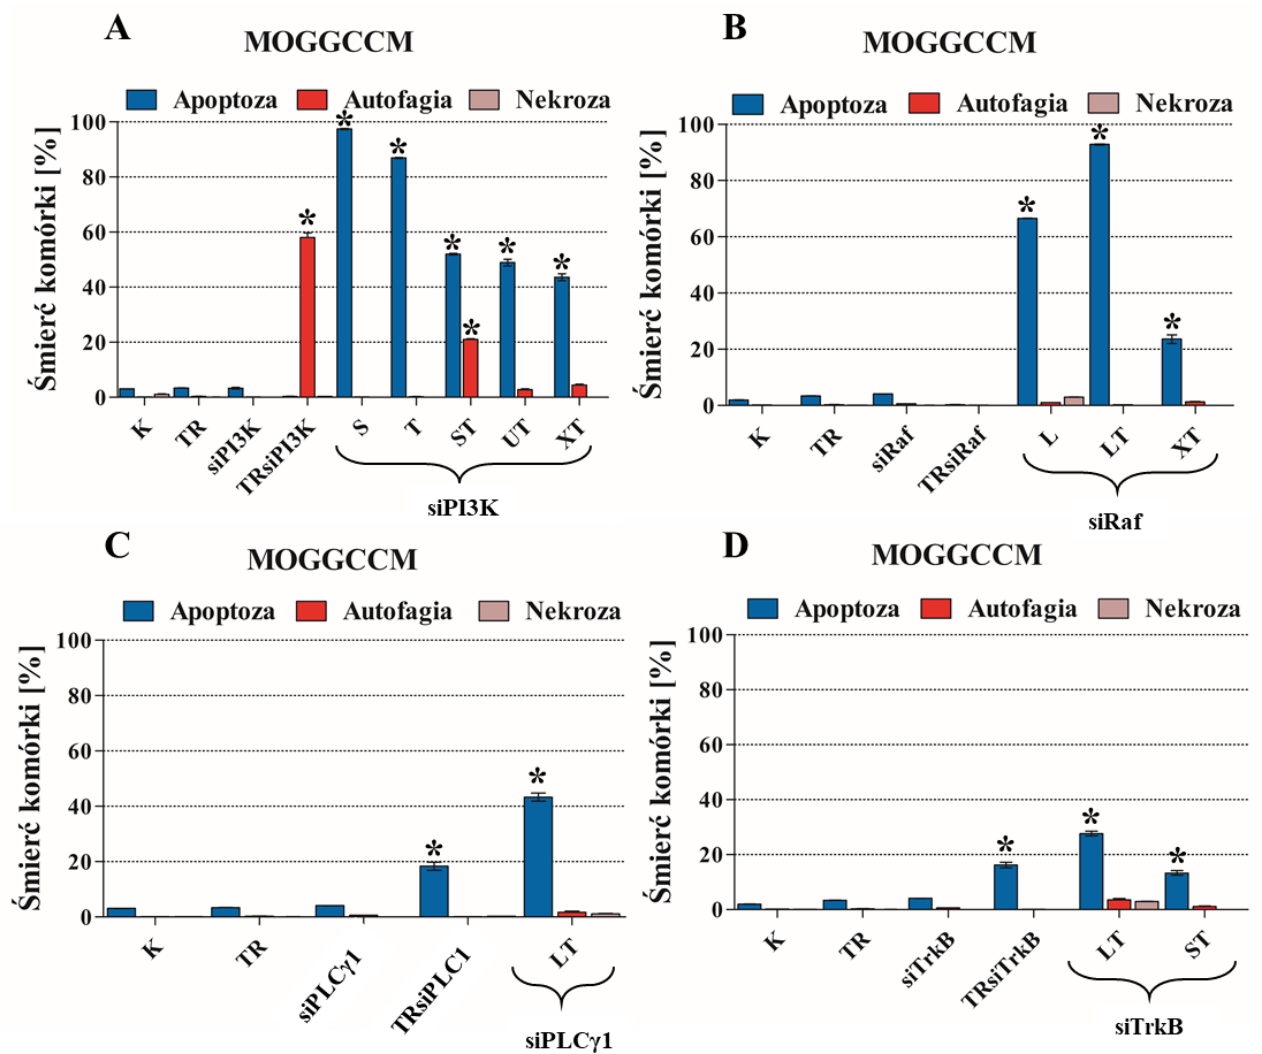 A
MOGGCCM
Apoptoza Autofagia Nekroza
Śmierć komórki [%]
100
80
60
40
20
0
* * * * * * *
K TR siPI3K TRsiPI3K S T ST UT XT
siPI3K
B
MOGGCCM
Apoptoza Autofagia Nekroza
Śmierć komórki [%]
100
80
60
40
20
0
* * *
K TR siRaf TRsiRaf L LT XT
siRaf
C
MOGGCCM
Apoptoza Autofagia Nekroza
Śmierć komórki [%]
100
80
60
40
20
0
* *
K TR siPLCγ1 TRsiPLC1 LT
siPLCγ1
D
MOGGCCM
Apoptoza Autofagia Nekroza
Śmierć komórki [%]
100
80
60
40
20
0
* * *
K TR siTrkB TRsiTrkB LT ST
siTrkB